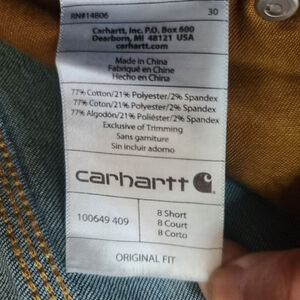 RN#14806 30
Carhartt, Inc. P.O. Box 600
Dearborn, MI 48121 USA
carhartt.com
Made in China
Fabriqué en Chine
Hecho en China
77% Cotton/21% Polyester/2% Spandex
77% Coton/21% Polyester/2% Spandex
77% Algodón/21% Poliéster/2% Spandex
Exclusive of Trimming
Sans garniture
Sin incluir adorno
carhartt
100649 409
8 Short
8 Court
8 Corto
ORIGINAL FIT